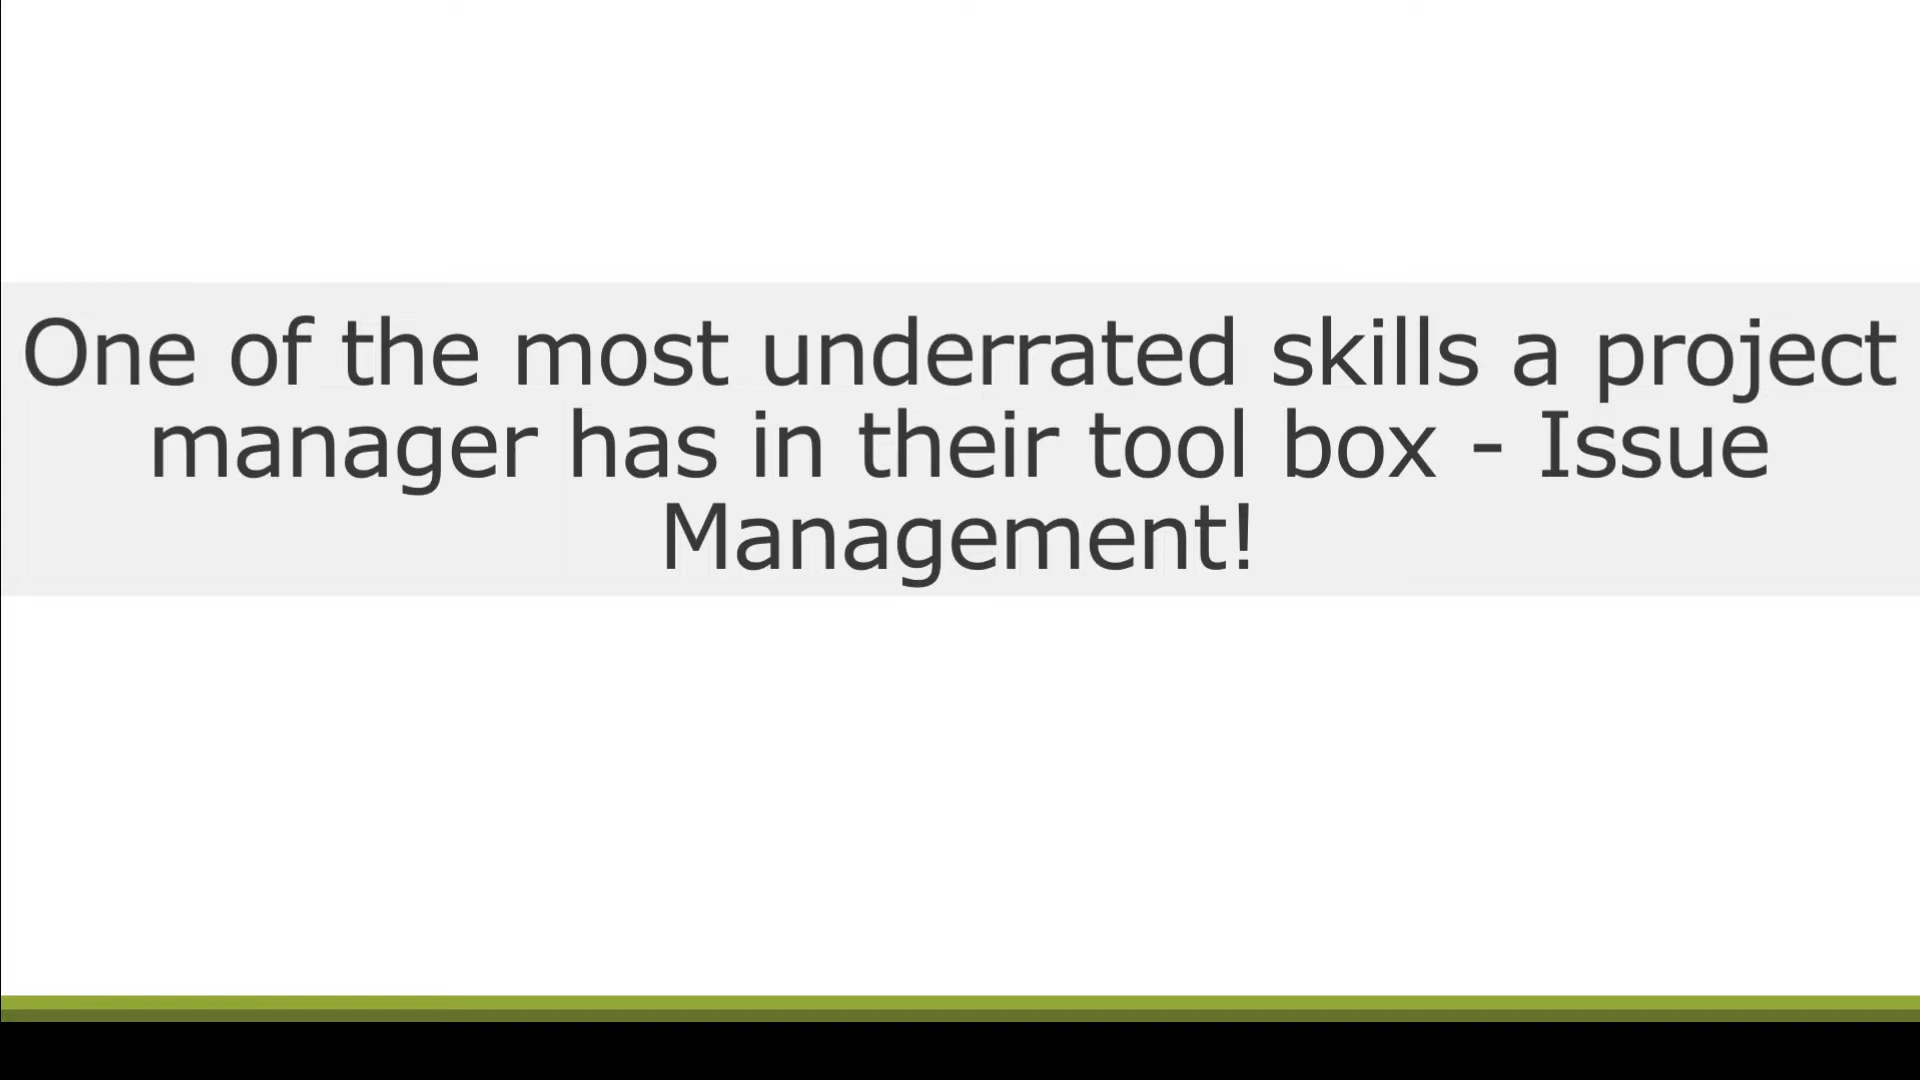 One of the most underrated skills a project
manager has in their tool box - Issue
Management!